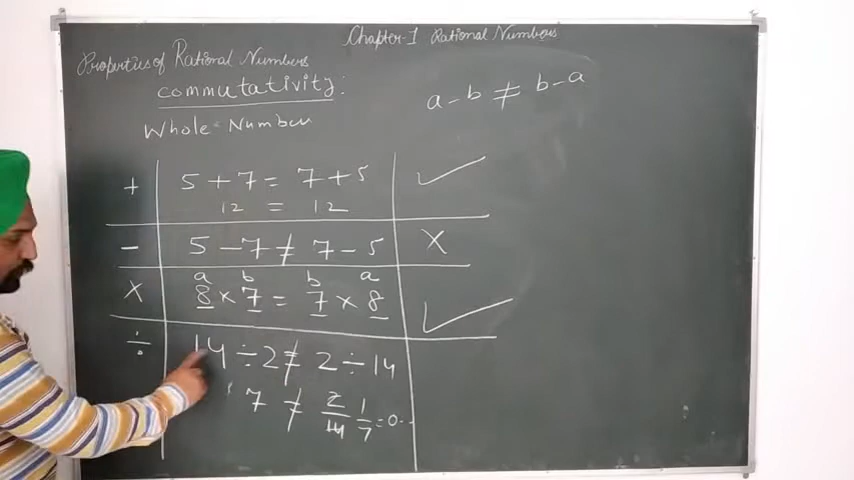 Chapter-1 Rational Numbers
Properties of Rational Numbers
commutativity:
a - b ≠ b - a
Whole Number
+ 5 + 7 = 7 + 5 ✓
12 = 12
- 5 - 7 ≠ 7 - 5 X
a b b a
× 8 × 7 = 7 × 8 ✓
÷ 14 ÷ 2 ≠ 2 ÷ 14
7 ≠ 2/14 1/7 = 0..